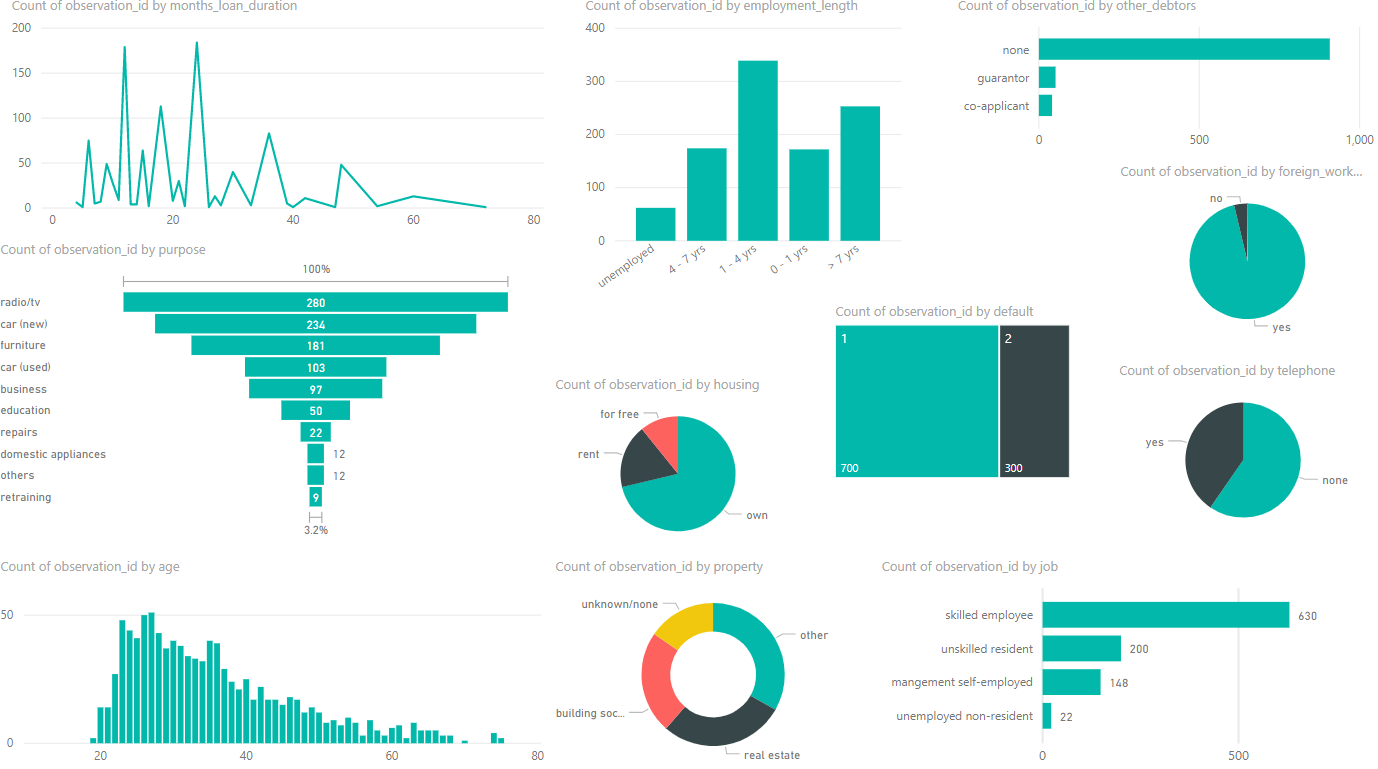 Count of observation_id by months_loan_duration
200
150
100
50
0
0
20
40
60
80
Count of observation_id by employment_length
400
300
200
100
0
unemployed
4 - 7 yrs
1 - 4 yrs
0 - 1 yrs
> 7 yrs
Count of observation_id by other_debtors
none
guarantor
co-applicant
0
500
1,000
Count of observation_id by foreign_work...
no
yes
Count of observation_id by purpose
100%
radio/tv
280
car (new)
234
furniture
181
car (used)
103
business
97
education
50
repairs
22
domestic appliances
12
others
12
retraining
9
3.2%
Count of observation_id by default
1
2
700
300
Count of observation_id by housing
for free
rent
own
Count of observation_id by telephone
yes
none
Count of observation_id by age
50
0
20
40
60
80
Count of observation_id by property
unknown/none
other
building soc...
real estate
Count of observation_id by job
skilled employee
630
unskilled resident
200
mangement self-employed
148
unemployed non-resident
22
0
500